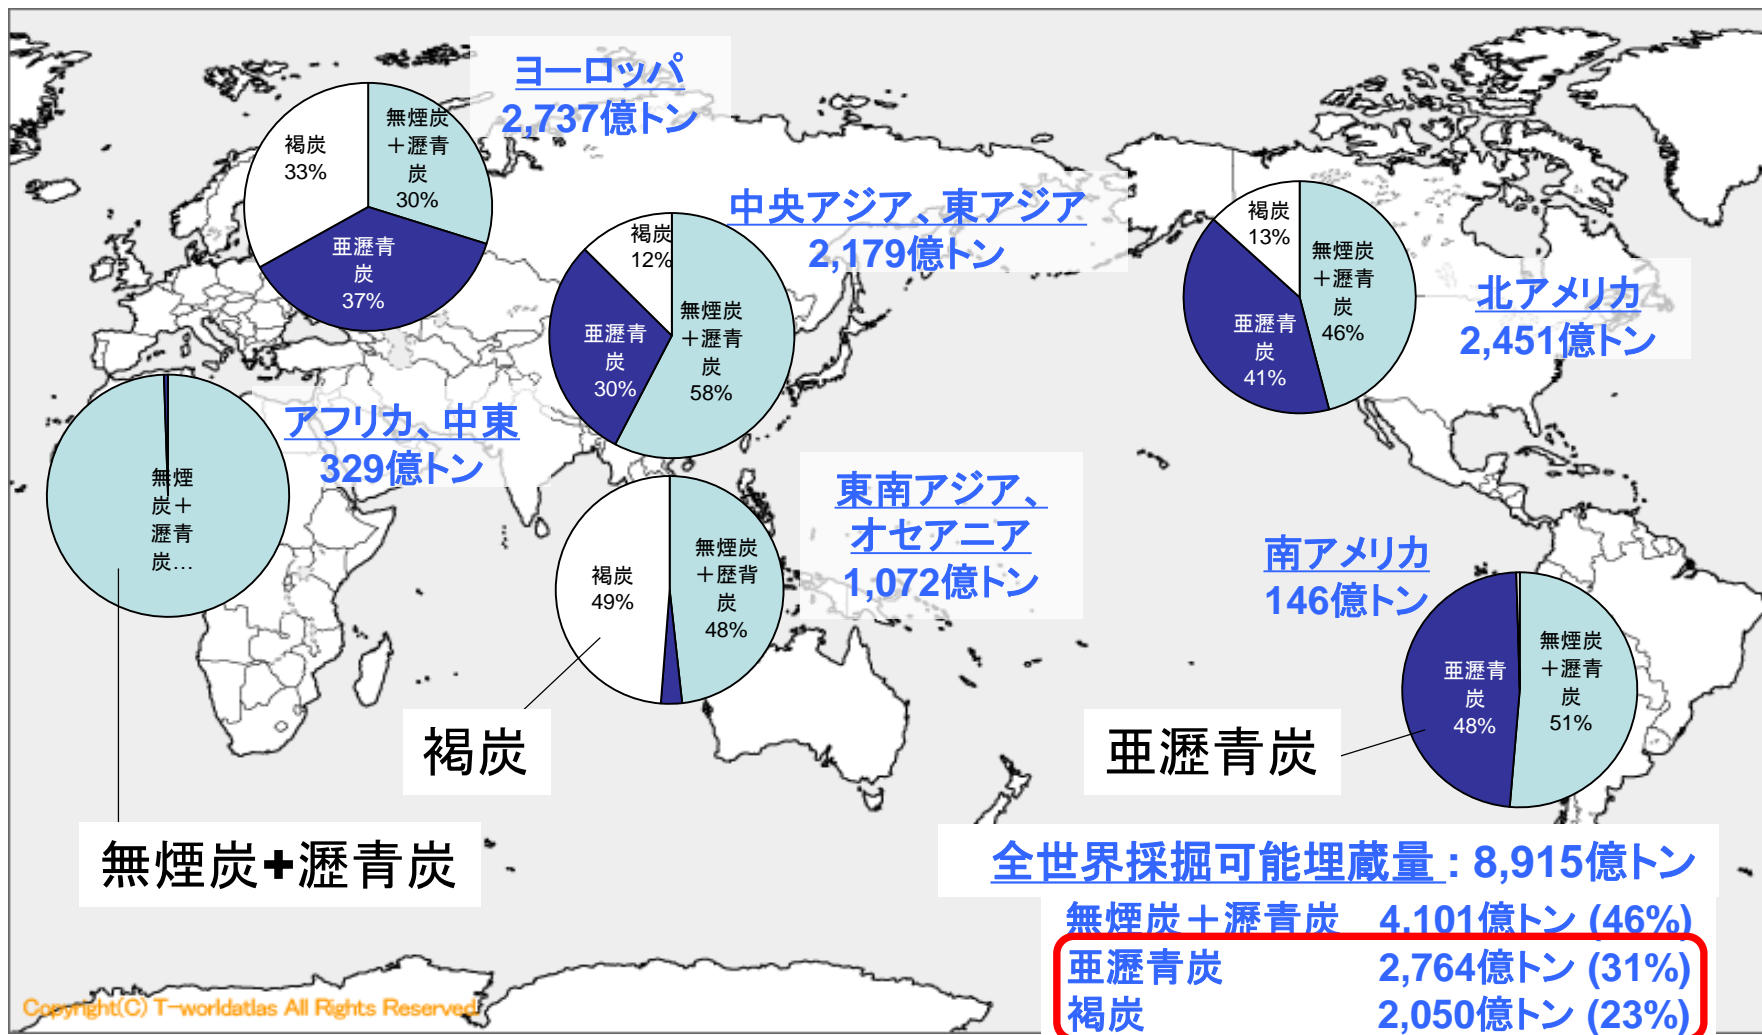 ヨーロッパ
2,737億トン
褐炭
33%
無煙炭
＋瀝青
炭
30%
亜瀝青
炭
37%
中央アジア、東アジア
2,179億トン
褐炭
12%
亜瀝青
炭
30%
無煙炭
＋瀝青
炭
58%
褐炭
13%
無煙炭
＋瀝青
炭
46%
亜瀝青
炭
41%
北アメリカ
2,451億トン
アフリカ、中東
329億トン
無煙
炭＋
瀝青
炭…
東南アジア、
オセアニア
1,072億トン
褐炭
49%
無煙炭
＋歴背
炭
48%
南アメリカ
146億トン
亜瀝青
炭
48%
無煙炭
＋瀝青
炭
51%
褐炭
亜瀝青炭
無煙炭+瀝青炭
全世界採掘可能埋蔵量 : 8,915億トン
無煙炭＋瀝青炭 4,101億トン (46%)
亜瀝青炭 2,764億トン (31%)
褐炭 2,050億トン (23%)
Copyright(C) T-worldatlas All Rights Reserved